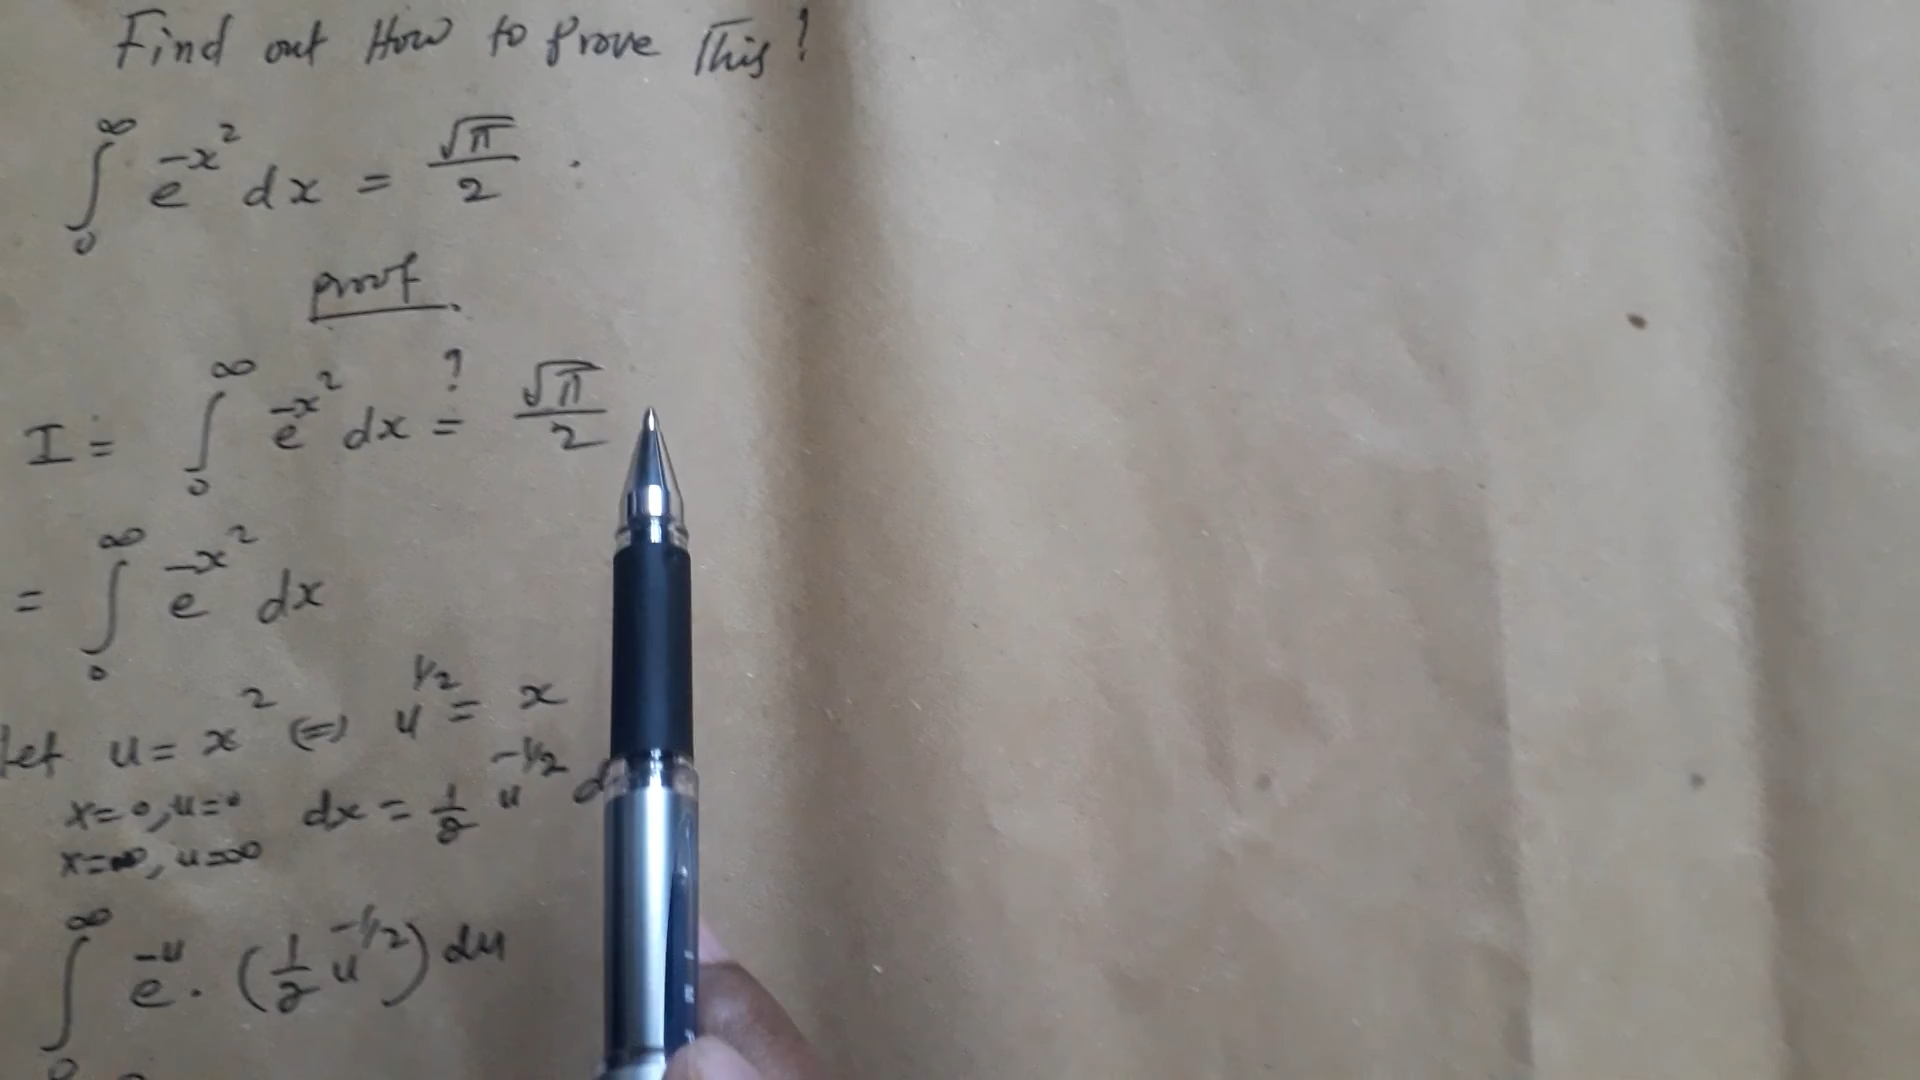 Find out How to prove This!
∫₀^∞ e^{-x²} dx = √π/2 .
proof
I = ∫₀^∞ e^{-x²} dx ?= √π/2
= ∫₀^∞ e^{-x²} dx
Let u = x² (=) u^{1/2} = x
x=0, u=0 dx = 1/2 u^{-1/2} d
x=∞, u=∞
∫₀^∞ e^{-u} . (1/2 u^{-1/2}) du